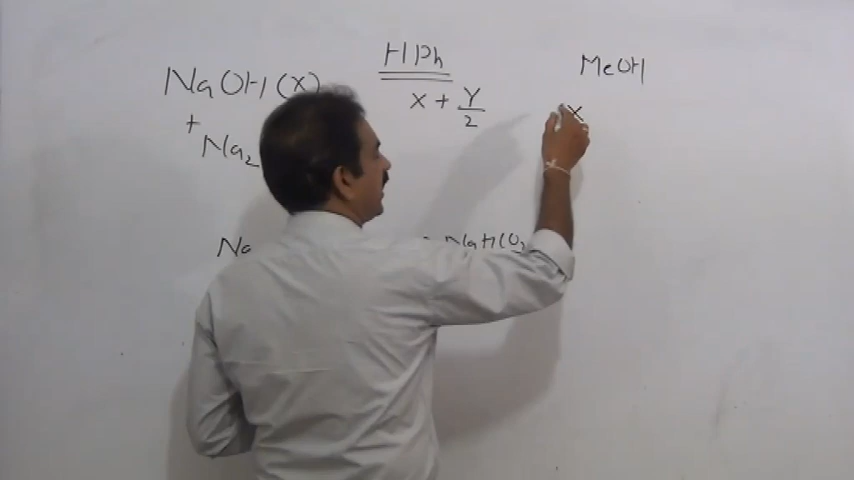 NaOH (X)
HPh
MeOH
X + Y/2
X
+
Na2
Na
NaHCO3